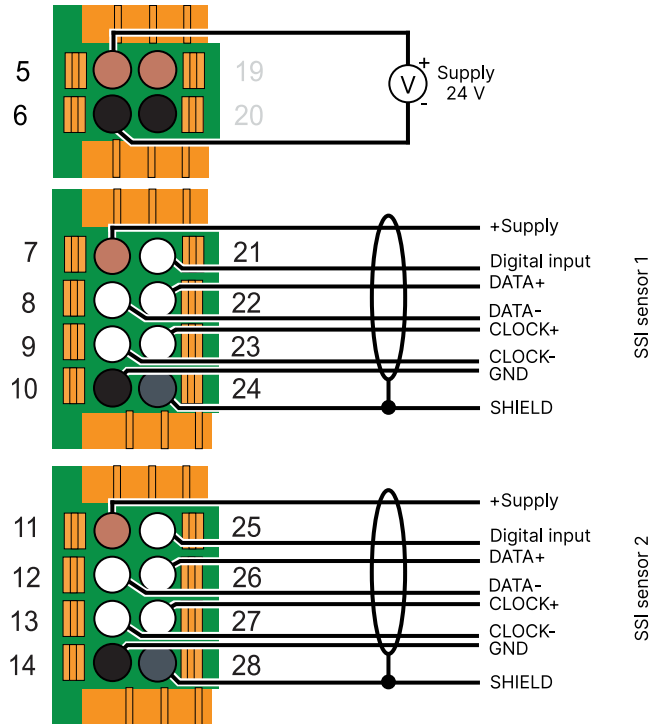 5
19
6
20
V
+
-
Supply
24 V
7
21
8
22
9
23
10
24
+Supply
Digital input
DATA+
DATA-
CLOCK+
CLOCK-
GND
SHIELD
SSI sensor 1
11
25
12
26
13
27
14
28
+Supply
Digital input
DATA+
DATA-
CLOCK+
CLOCK-
GND
SHIELD
SSI sensor 2